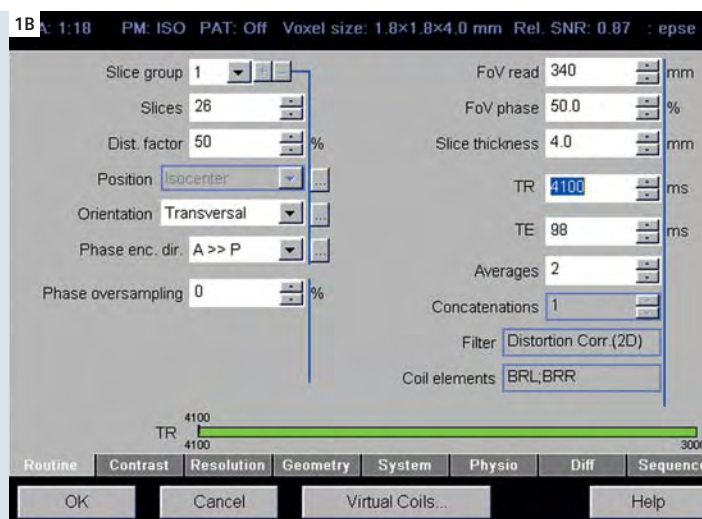 1B
A: 1:18 PM: ISO PAT: Off Voxel size: 1.8×1.8×4.0 mm Rel. SNR: 0.87 : epse
Slice group 1 + -
Slices 26
Dist. factor 50 %
Position Isocenter ...
Orientation Transversal ...
Phase enc. dir. A >> P ...
Phase oversampling 0 %
FoV read 340 mm
FoV phase 50.0 %
Slice thickness 4.0 mm
TR 4100 ms
TE 98 ms
Averages 2
Concatenations 1
Filter Distortion Corr.(2D)
Coil elements BRL;BRR
4100
TR
4100 3000
Routine Contrast Resolution Geometry System Physio Diff Sequence
OK Cancel Virtual Coils... Help